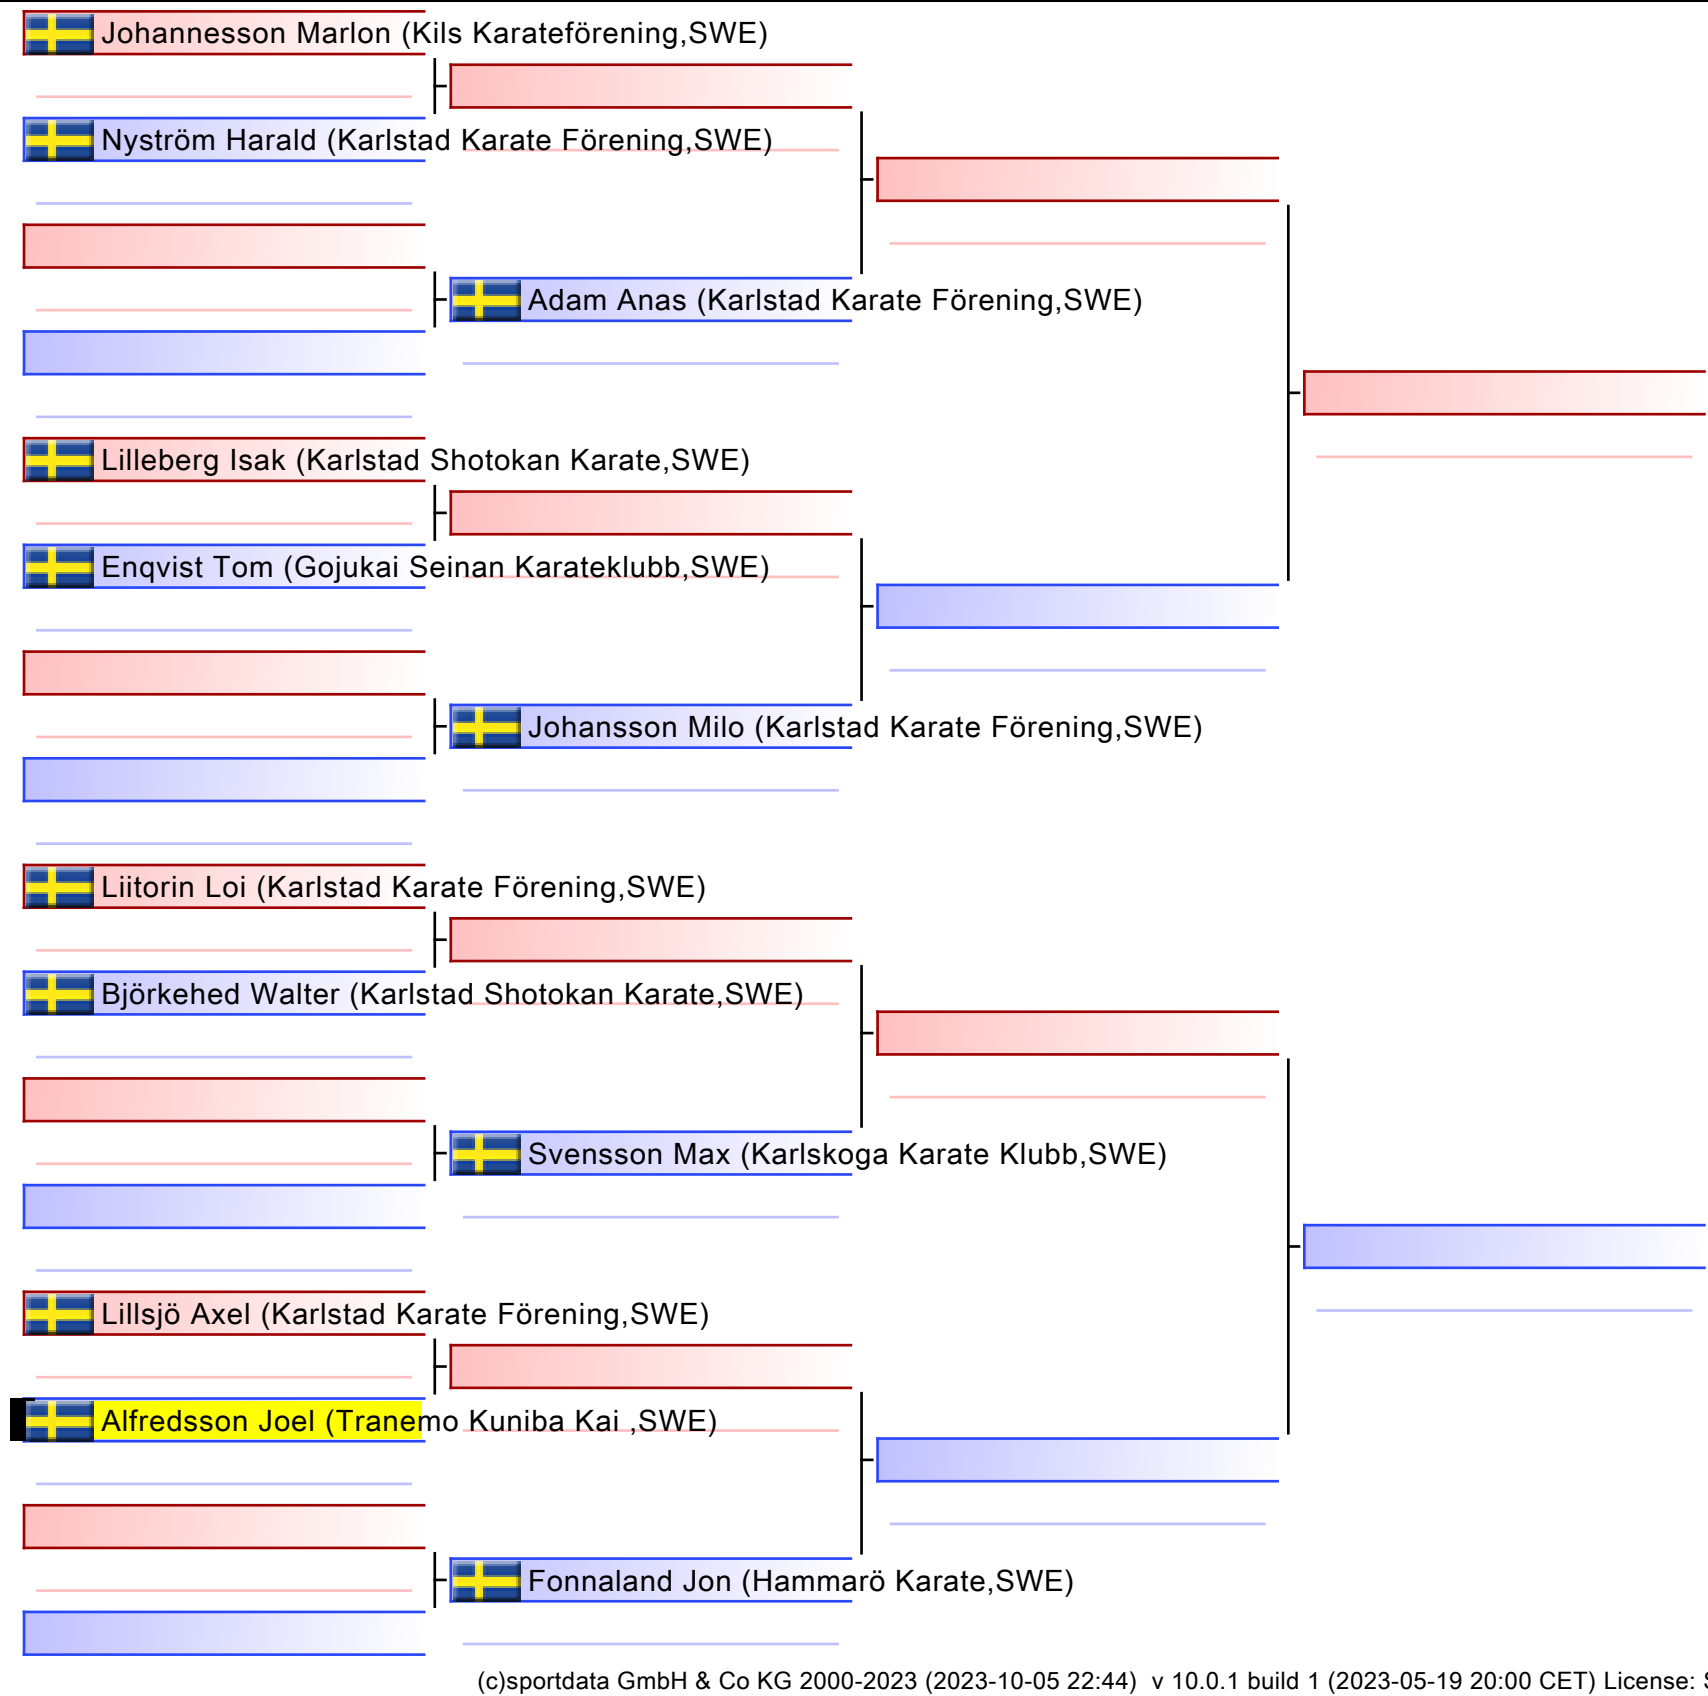 Johannesson Marlon (Kils Karateförening,SWE)
Nyström Harald (Karlstad Karate Förening,SWE)
Adam Anas (Karlstad Karate Förening,SWE)
Lilleberg Isak (Karlstad Shotokan Karate,SWE)
Enqvist Tom (Gojukai Seinan Karateklubb,SWE)
Johansson Milo (Karlstad Karate Förening,SWE)
Liitorin Loi (Karlstad Karate Förening,SWE)
Björkehed Walter (Karlstad Shotokan Karate,SWE)
Svensson Max (Karlskoga Karate Klubb,SWE)
Lillsjö Axel (Karlstad Karate Förening,SWE)
Alfredsson Joel (Tranemo Kuniba Kai ,SWE)
Fonnaland Jon (Hammarö Karate,SWE)
(c)sportdata GmbH & Co KG 2000-2023 (2023-10-05 22:44) v 10.0.1 build 1 (2023-05-19 20:00 CET) License: